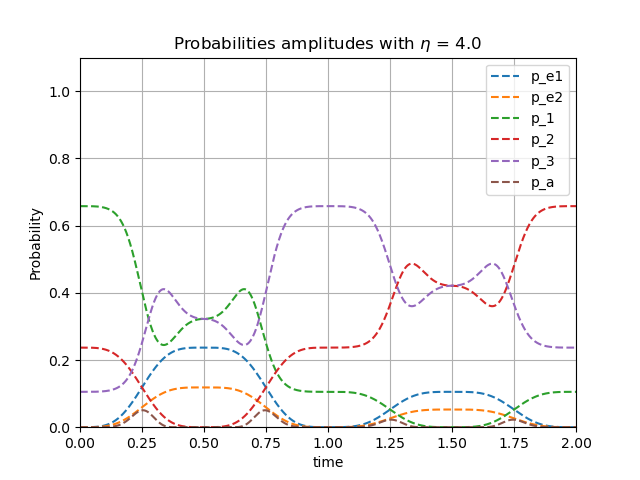 Probabilities amplitudes with η = 4.0
1.0
0.8
0.6
0.4
0.2
0.0
Probability
0.00 0.25 0.50 0.75 1.00 1.25 1.50 1.75 2.00
time
p_e1
p_e2
p_1
p_2
p_3
p_a